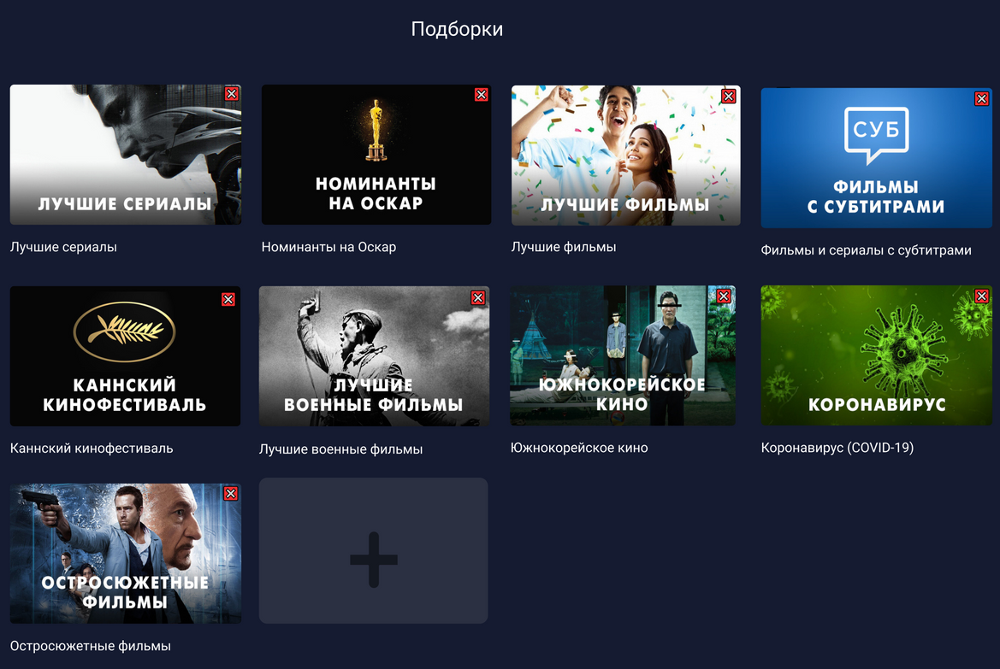 Подборки
ЛУЧШИЕ СЕРИАЛЫ
Лучшие сериалы
НОМИНАНТЫ
НА ОСКАР
Номинанты на Оскар
ЛУЧШИЕ ФИЛЬМЫ
Лучшие фильмы
СУБ
ФИЛЬМЫ
С СУБТИТРАМИ
Фильмы и сериалы с субтитрами
КАННСКИЙ
КИНОФЕСТИВАЛЬ
Каннский кинофестиваль
ЛУЧШИЕ
ВОЕННЫЕ ФИЛЬМЫ
Лучшие военные фильмы
ЮЖНОКОРЕЙСКОЕ
КИНО
Южнокорейское кино
КОРОНАВИРУС
Коронавирус (COVID-19)
ОСТРОСЮЖЕТНЫЕ
ФИЛЬМЫ
Остросюжетные фильмы